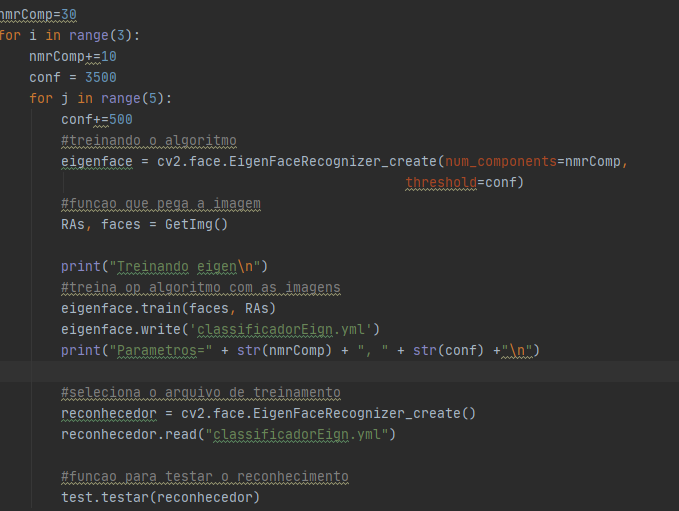 nmrComp=30
for i in range(3):
nmrComp+=10
conf = 3500
for j in range(5):
conf+=500
#treinando o algoritmo
eigenface = cv2.face.EigenFaceRecognizer_create(num_components=nmrComp,
threshold=conf)
#funcao que pega a imagem
RAs, faces = GetImg()
print("Treinando eigen\n")
#treina op algoritmo com as imagens
eigenface.train(faces, RAs)
eigenface.write('classificadorEign.yml')
print("Parametros=" + str(nmrComp) + ", " + str(conf) +"\n")
#seleciona o arquivo de treinamento
reconhecedor = cv2.face.EigenFaceRecognizer_create()
reconhecedor.read("classificadorEign.yml")
#funcao para testar o reconhecimento
test.testar(reconhecedor)